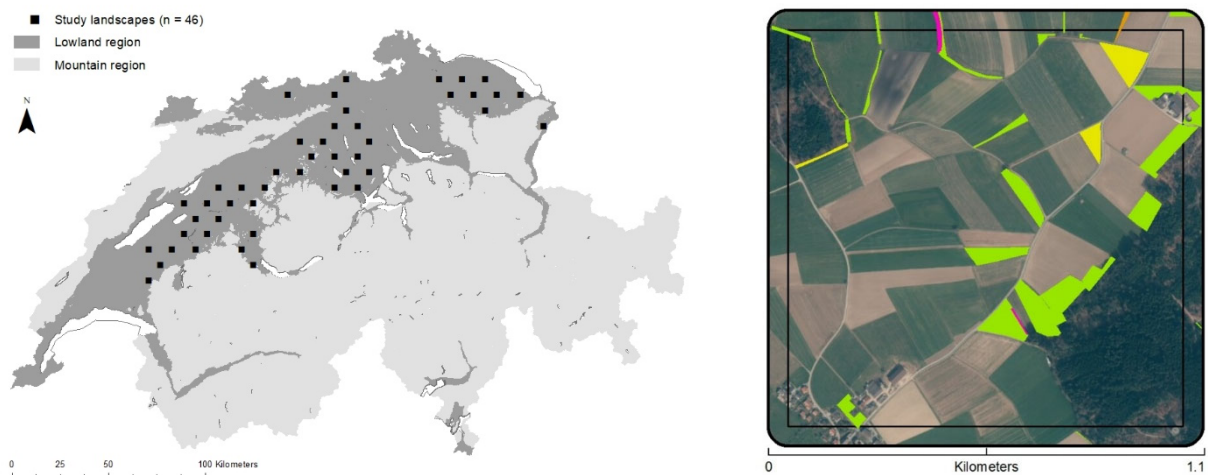 Study landscapes (n = 46)
Lowland region
Mountain region
N
0 25 50 100 Kilometers
0 Kilometers 1.1